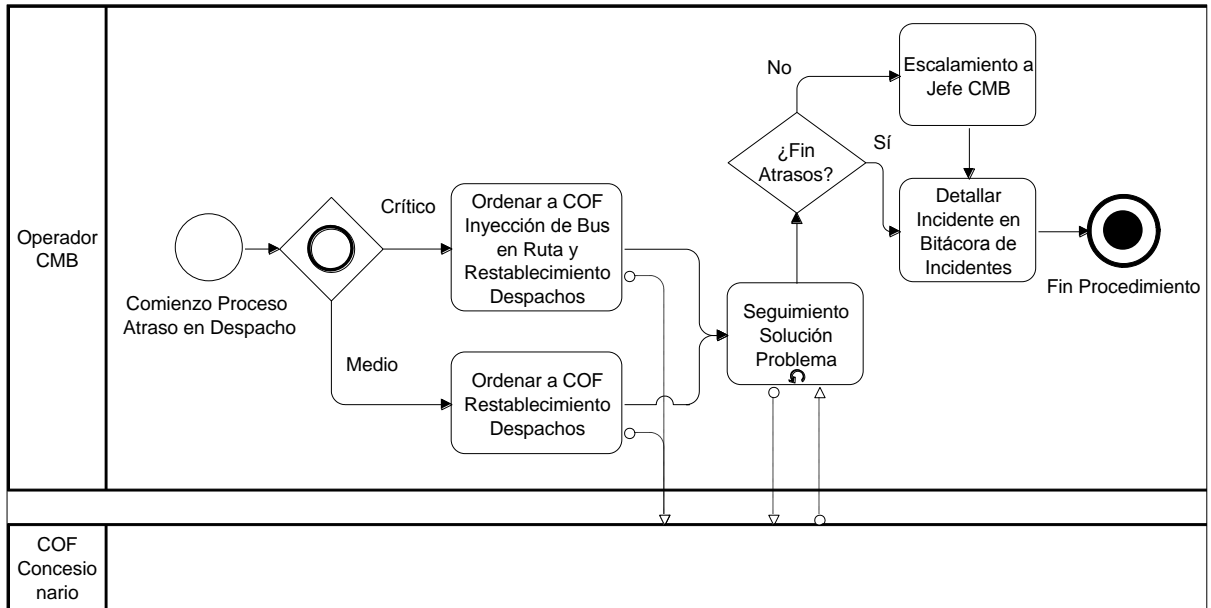 Operador
CMB
Comienzo Proceso
Atraso en Despacho
Crítico
Medio
Ordenar a COF
Inyección de Bus
en Ruta y
Restablecimiento
Despachos
Ordenar a COF
Restablecimiento
Despachos
Seguimiento
Solución
Problema
¿Fin
Atrasos?
No
Sí
Escalamiento a
Jefe CMB
Detallar
Incidente en
Bitácora de
Incidentes
Fin Procedimiento
COF
Concesio
nario